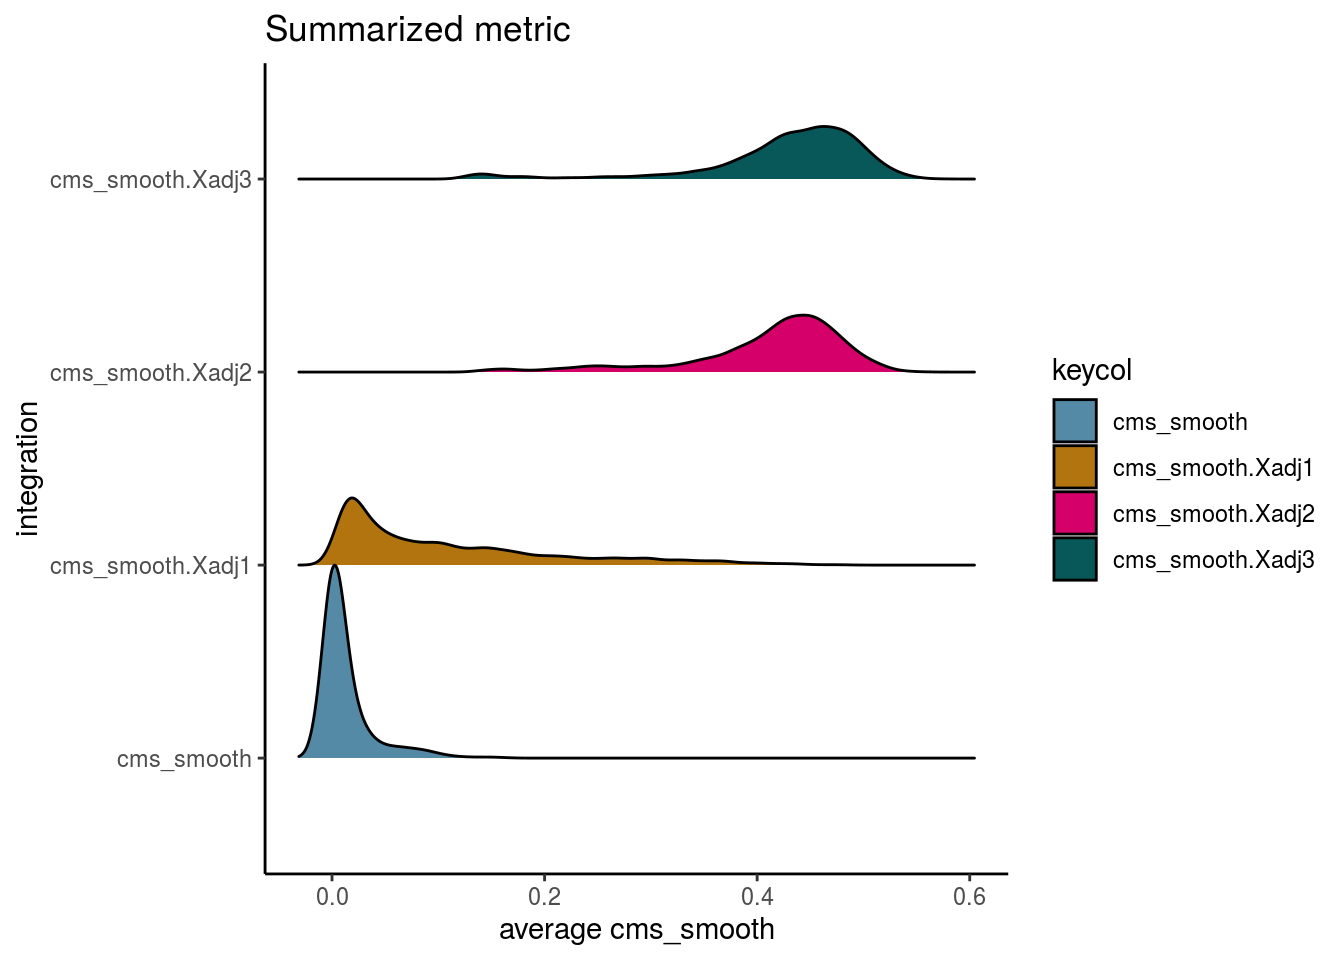 Summarized metric
cms_smooth.Xadj3
cms_smooth.Xadj2
cms_smooth.Xadj1
cms_smooth
integration
0.0 0.2 0.4 0.6
average cms_smooth
keycol
cms_smooth
cms_smooth.Xadj1
cms_smooth.Xadj2
cms_smooth.Xadj3